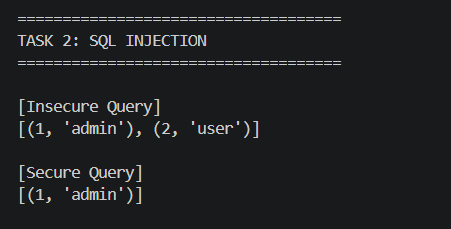 ====================================
TASK 2: SQL INJECTION
====================================
[Insecure Query]
[(1, 'admin'), (2, 'user')]
[Secure Query]
[(1, 'admin')]